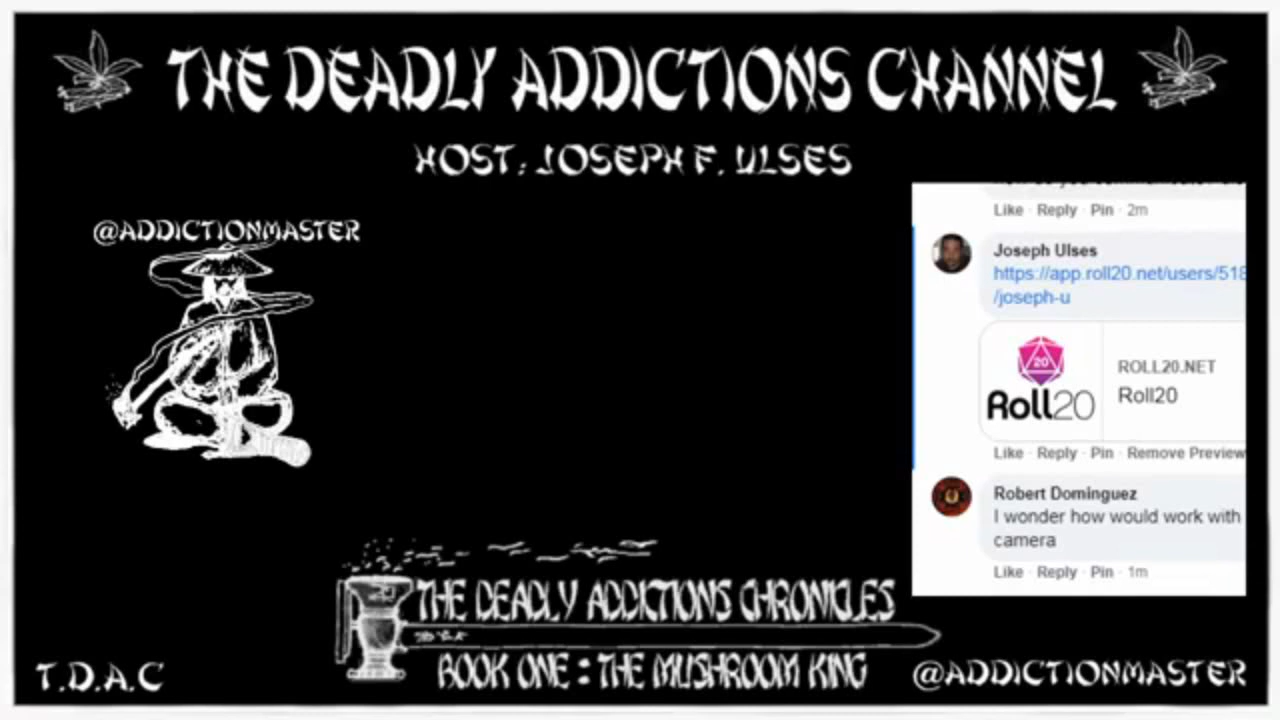 THE DEADLY ADDICTIONS CHANNEL
HOST: JOSEPH F. ULSES
@ADDICTIONMASTER
Like · Reply · Pin · 2m
Joseph Ulses
https://app.roll20.net/users/518
/joseph-u
20
Roll20
ROLL20.NET
Roll20
Like · Reply · Pin · Remove Preview
Robert Dominguez
I wonder how would work with
camera
Like · Reply · Pin · 1m
THE DEADLY ADDICTIONS CHRONICLES
BOOK ONE : THE MUSHROOM KING
T.D.A.C
@ADDICTIONMASTER